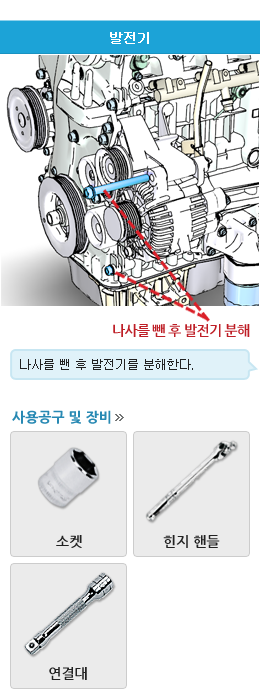 발전기
나사를 뺀 후 발전기 분해
나사를 뺀 후 발전기를 분해한다.
사용공구 및 장비 »
소켓
힌지 핸들
연결대